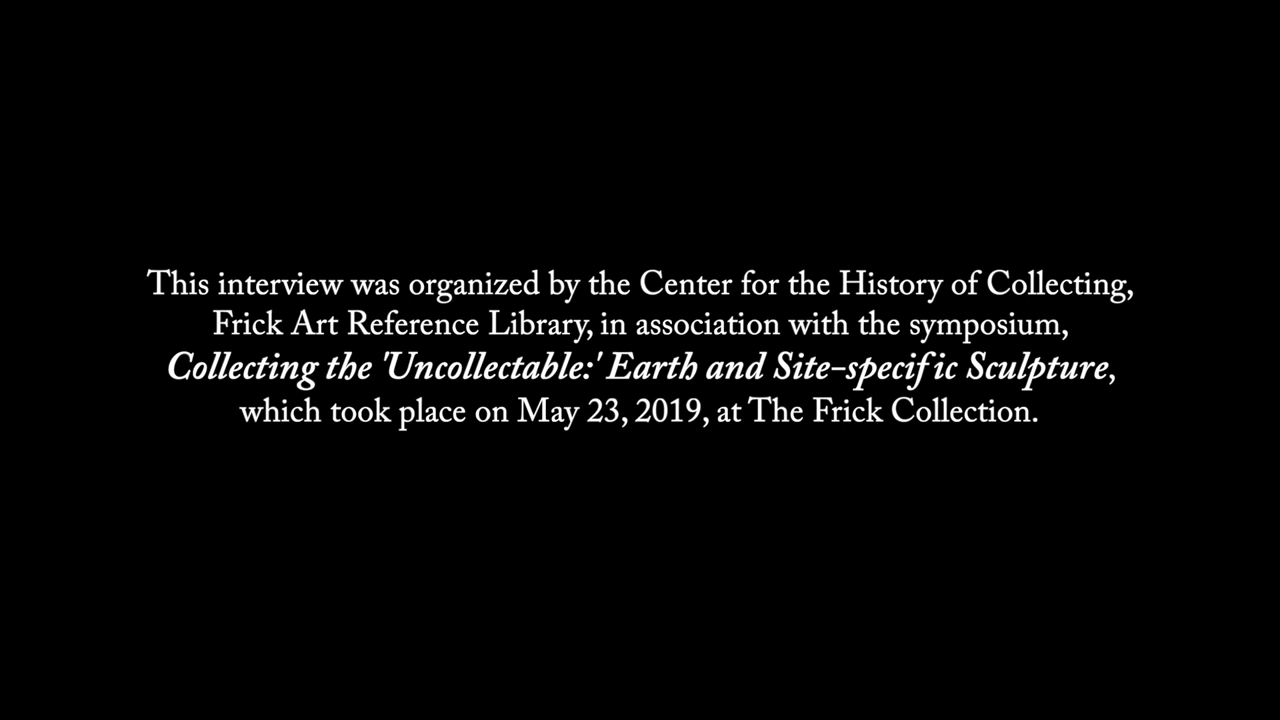 This interview was organized by the Center for the History of Collecting,
Frick Art Reference Library, in association with the symposium,
Collecting the 'Uncollectable:' Earth and Site-specific Sculpture,
which took place on May 23, 2019, at The Frick Collection.